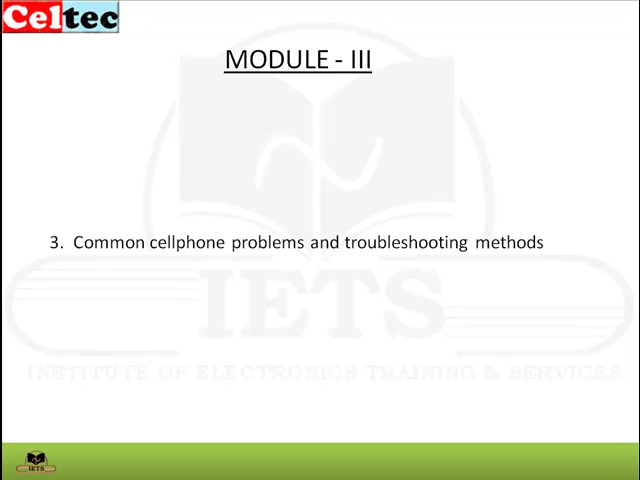 Celtec
MODULE - III
3. Common cellphone problems and troubleshooting methods
IETS
INSTITUTE OF ELECTRONICS TRAINING & SERVICES
IETS